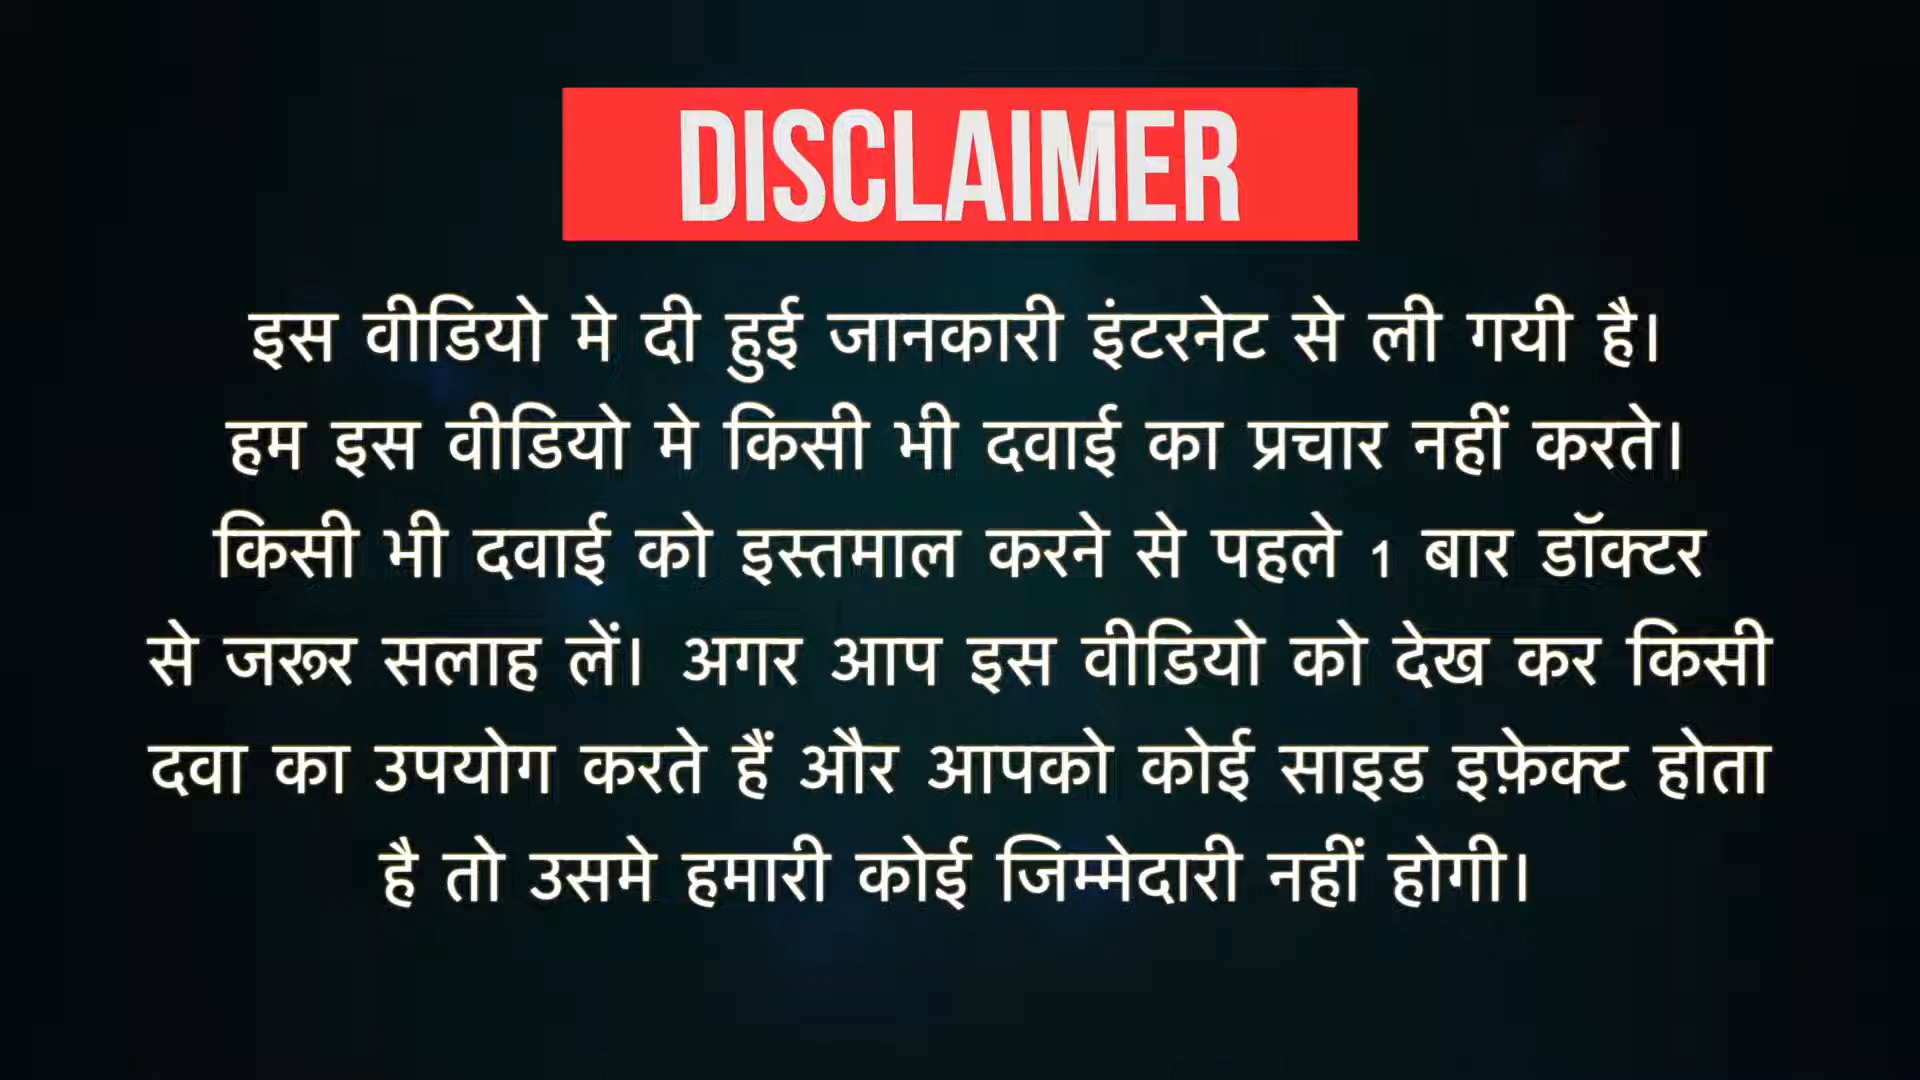 DISCLAIMER
इस वीडियो मे दी हुई जानकारी इंटरनेट से ली गयी है।
हम इस वीडियो मे किसी भी दवाई का प्रचार नहीं करते।
किसी भी दवाई को इस्तमाल करने से पहले 1 बार डॉक्टर
से जरूर सलाह लें। अगर आप इस वीडियो को देख कर किसी
दवा का उपयोग करते हैं और आपको कोई साइड इफ़ेक्ट होता
है तो उसमे हमारी कोई जिम्मेदारी नहीं होगी।